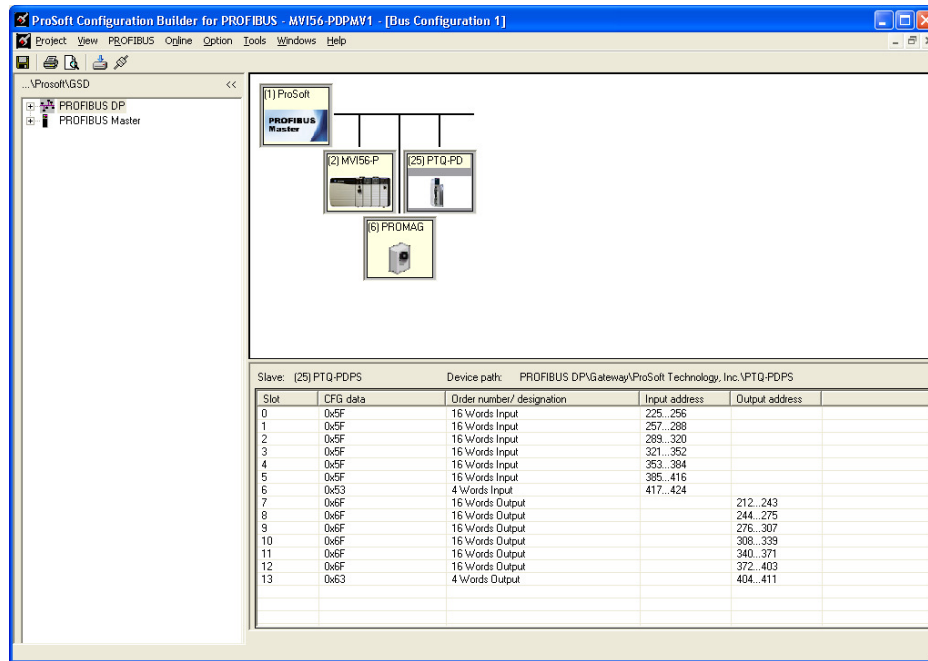 ProSoft Configuration Builder for PROFIBUS - MVI56-PDPMV1 - [Bus Configuration 1]
Project View PROFIBUS Online Option Tools Windows Help
...\Prosoft\GSD <<
PROFIBUS DP
PROFIBUS Master
(1) ProSoft
PROFIBUS
Master
(2) MVI56-P
(25) PTQ-PD
(6) PROMAG
Slave: (25) PTQ-PDPS Device path: PROFIBUS DP\Gateway\ProSoft Technology, Inc.\PTQ-PDPS
Slot CFG data Order number/ designation Input address Output address
0 0x5F 16 Words Input 225...256
1 0x5F 16 Words Input 257...288
2 0x5F 16 Words Input 289...320
3 0x5F 16 Words Input 321...352
4 0x5F 16 Words Input 353...384
5 0x5F 16 Words Input 385...416
6 0x53 4 Words Input 417...424
7 0x6F 16 Words Output 212...243
8 0x6F 16 Words Output 244...275
9 0x6F 16 Words Output 276...307
10 0x6F 16 Words Output 308...339
11 0x6F 16 Words Output 340...371
12 0x6F 16 Words Output 372...403
13 0x63 4 Words Output 404...411